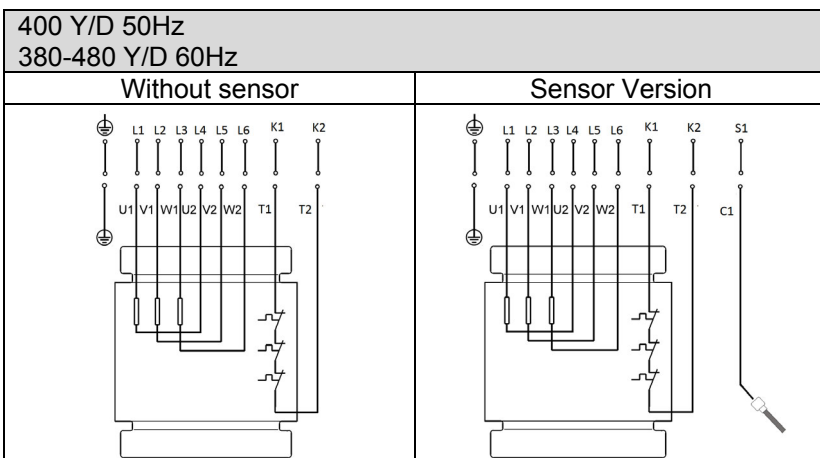 400 Y/D 50Hz
380-480 Y/D 60Hz
Without sensor
Sensor Version
L1 L2 L3 L4 L5 L6 K1 K2
U1 V1 W1 U2 V2 W2 T1 T2
L1 L2 L3 L4 L5 L6 K1 K2 S1
U1 V1 W1 U2 V2 W2 T1 T2 C1